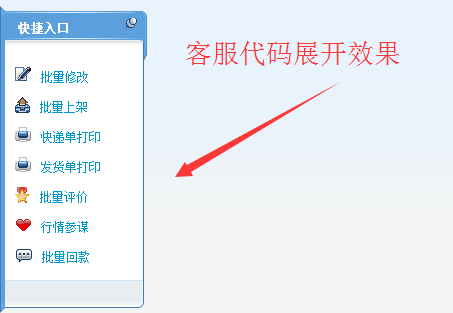 快捷入口
客服代码展开效果
批量修改
批量上架
快递单打印
发货单打印
批量评价
行情参谋
批量回款